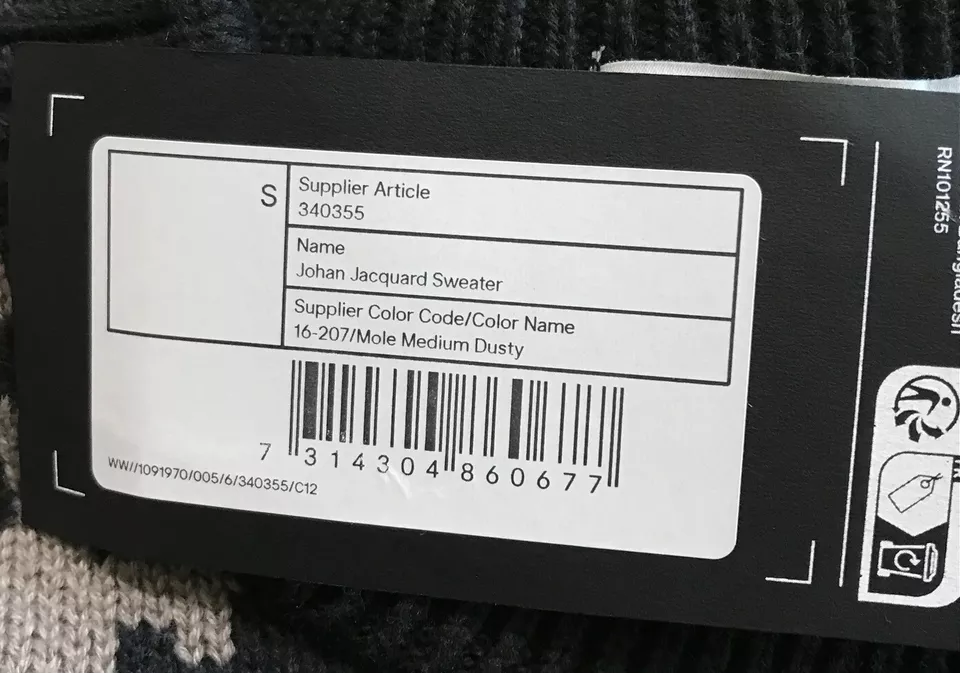 S
Supplier Article
340355
Name
Johan Jacquard Sweater
Supplier Color Code/Color Name
16-207/Mole Medium Dusty
7 314304 860677
WW//1091970/005/6/340355/C12
RN101255